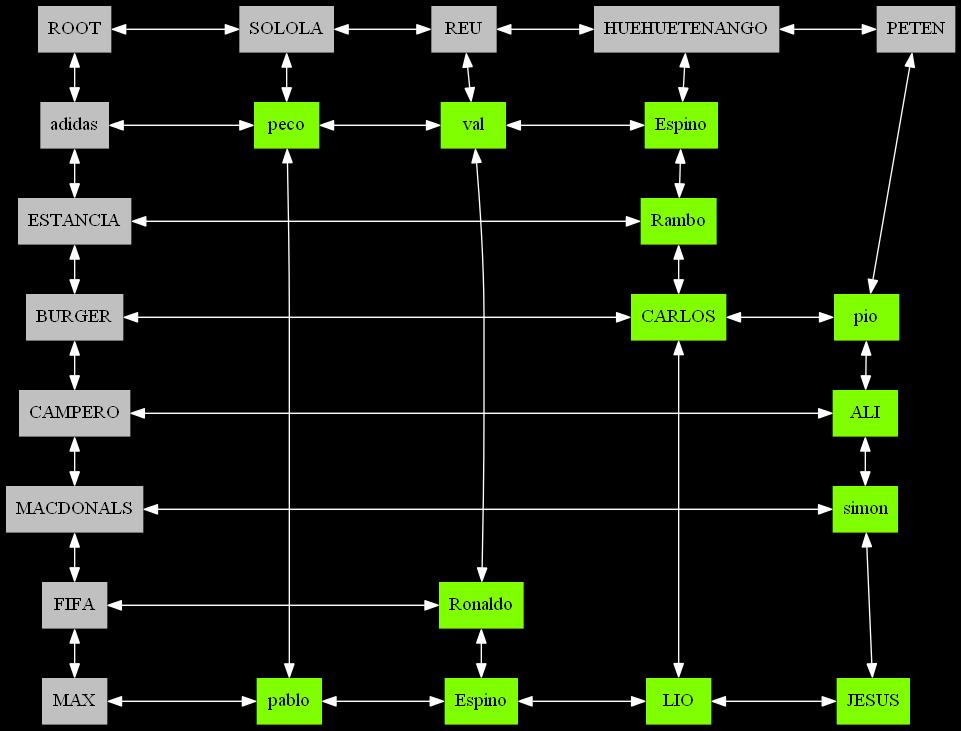 ROOT SOLOLA REU HUEHUETENANGO PETEN
adidas peco val Espino
ESTANCIA Rambo
BURGER CARLOS pio
CAMPERO ALI
MACDONALS simon
FIFA Ronaldo
MAX pablo Espino LIO JESUS